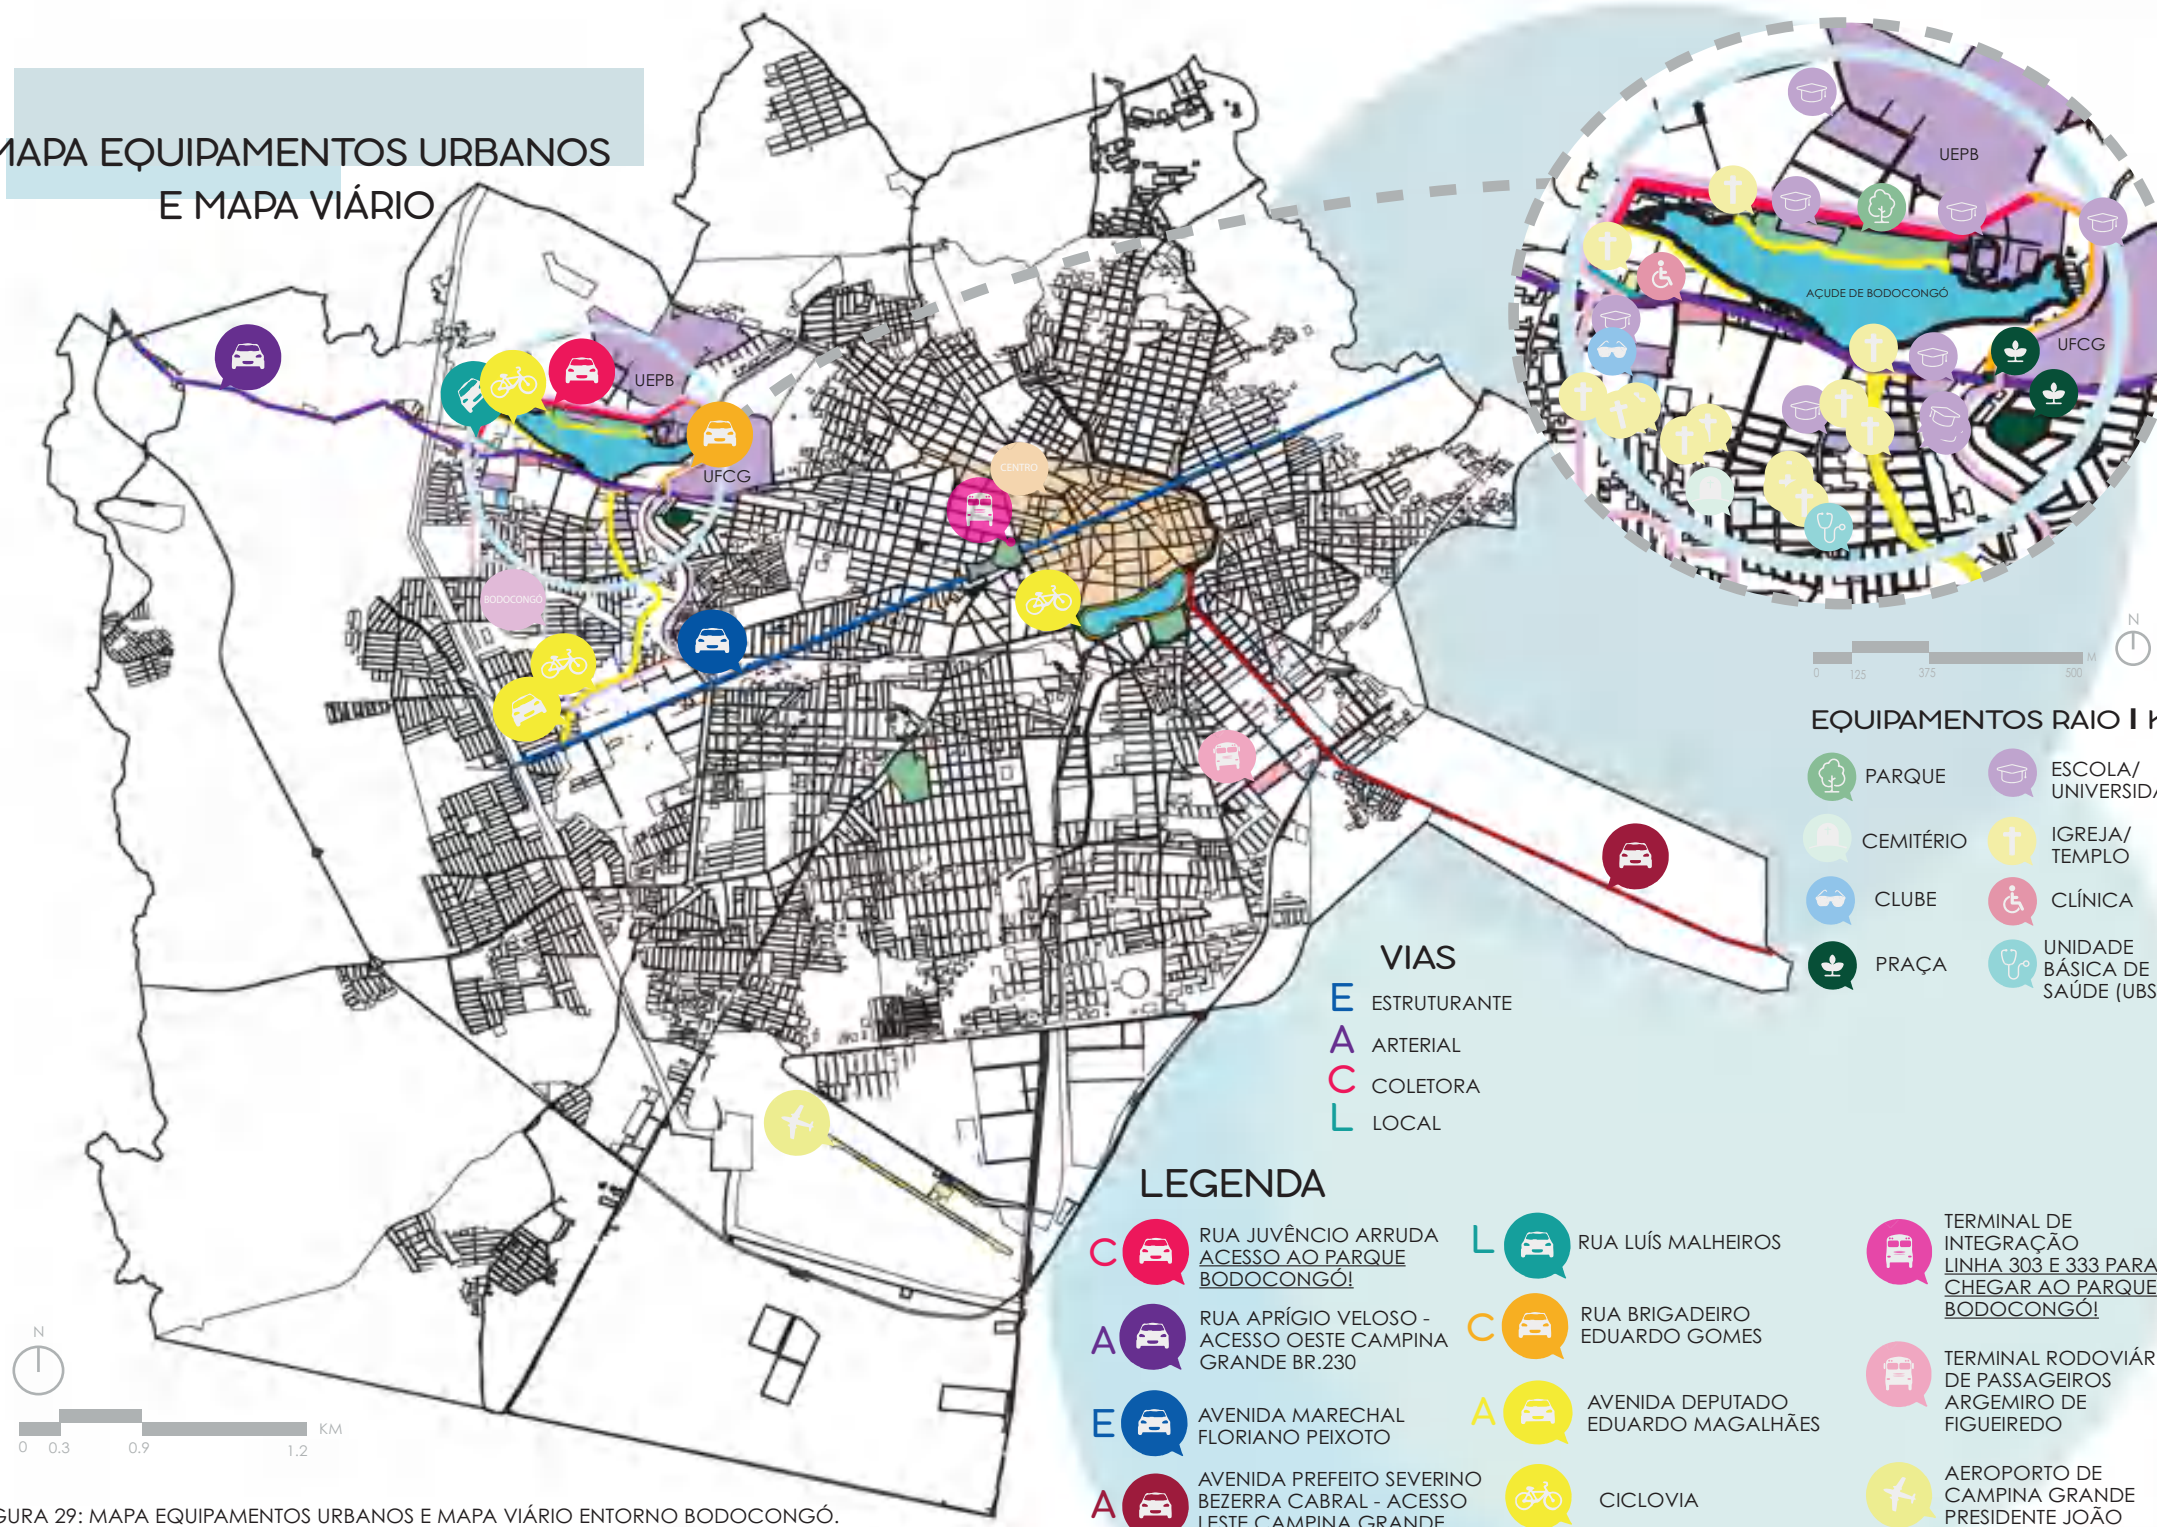 MAPA EQUIPAMENTOS URBANOS
E MAPA VIÁRIO
UEPB
UFCG
CENTRO
BODOCONGÓ
UEPB
AÇUDE DE BODOCONGÓ
UFCG
N
0 125 375 500 M
EQUIPAMENTOS RAIO 1 K
PARQUE
ESCOLA/
UNIVERSIDA
CEMITÉRIO
IGREJA/
TEMPLO
CLUBE
CLÍNICA
PRAÇA
UNIDADE
BÁSICA DE
SAÚDE (UBS
VIAS
E ESTRUTURANTE
A ARTERIAL
C COLETORA
L LOCAL
LEGENDA
C RUA JUVÊNCIO ARRUDA
ACESSO AO PARQUE
BODOCONGÓ!
A RUA APRÍGIO VELOSO -
ACESSO OESTE CAMPINA
GRANDE BR.230
E AVENIDA MARECHAL
FLORIANO PEIXOTO
A AVENIDA PREFEITO SEVERINO
BEZERRA CABRAL - ACESSO
LESTE CAMPINA GRANDE
L RUA LUÍS MALHEIROS
C RUA BRIGADEIRO
EDUARDO GOMES
A AVENIDA DEPUTADO
EDUARDO MAGALHÃES
CICLOVIA
TERMINAL DE
INTEGRAÇÃO
LINHA 303 E 333 PARA
CHEGAR AO PARQUE
BODOCONGÓ!
TERMINAL RODOVIÁR
DE PASSAGEIROS
ARGEMIRO DE
FIGUEIREDO
AEROPORTO DE
CAMPINA GRANDE
PRESIDENTE JOÃO
N
0 0.3 0.9 1.2 KM
GURA 29: MAPA EQUIPAMENTOS URBANOS E MAPA VIÁRIO ENTORNO BODOCONGÓ.